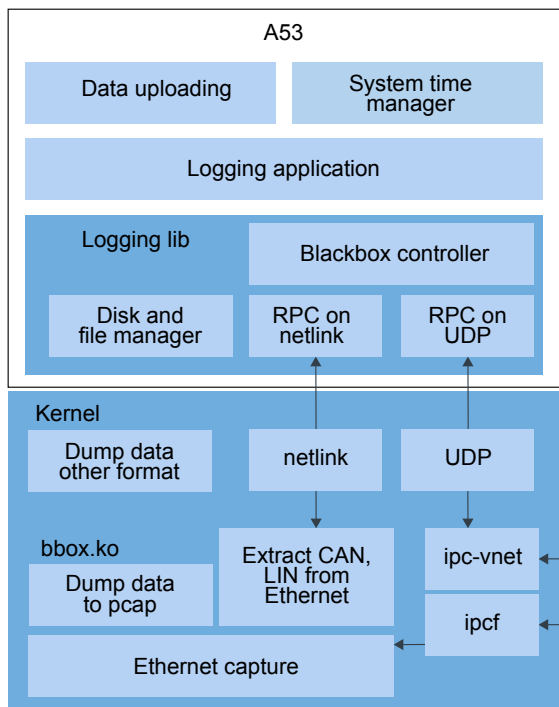 A53
Data uploading
System time
manager
Logging application
Logging lib
Blackbox controller
Disk and
file manager
RPC on
netlink
RPC on
UDP
Kernel
Dump data
other format
netlink
UDP
bbox.ko
Dump data
to pcap
Extract CAN,
LIN from
Ethernet
ipc-vnet
ipcf
Ethernet capture